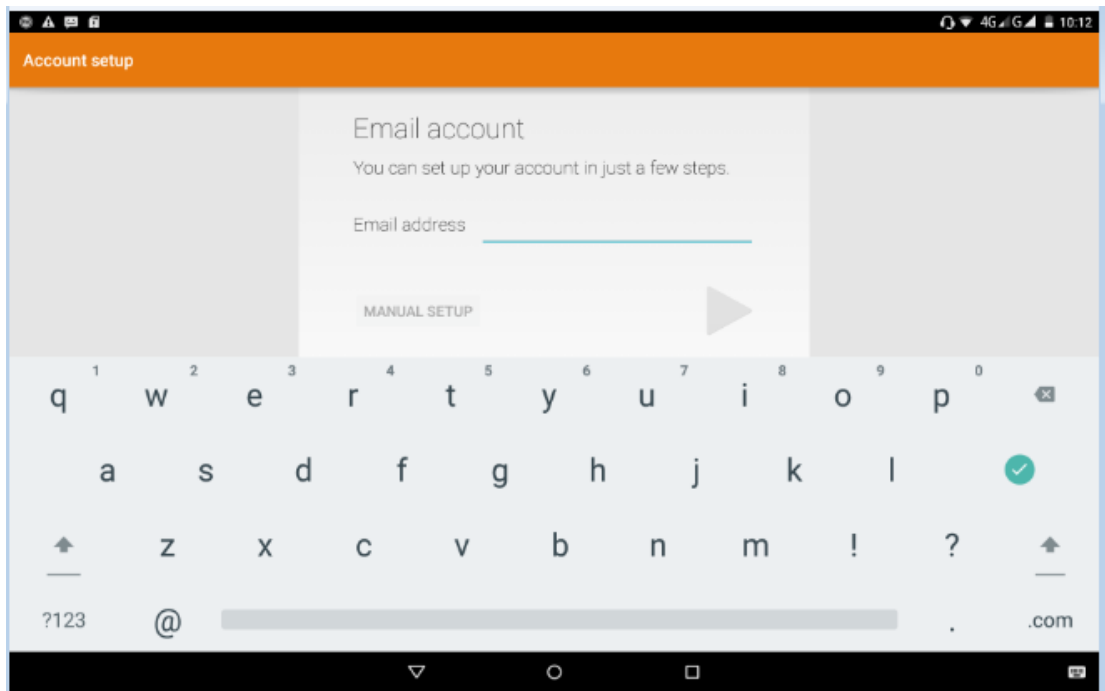 4G G 10:12
Account setup
Email account
You can set up your account in just a few steps.
Email address
MANUAL SETUP
1 2 3 4 5 6 7 8 9 0
q w e r t y u i o p
a s d f g h j k l
z x c v b n m ! ?
?123 @ . .com